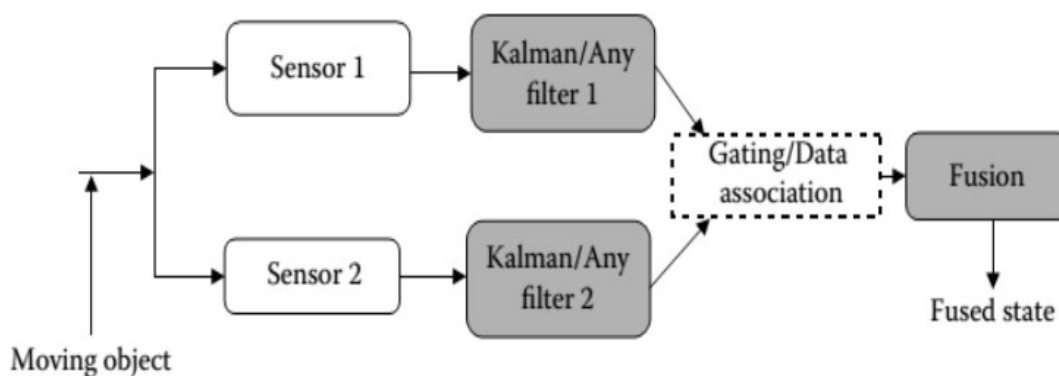 Sensor 1
Kalman/Any
filter 1
Gating/Data
association
Fusion
Sensor 2
Kalman/Any
filter 2
Fused state
Moving object